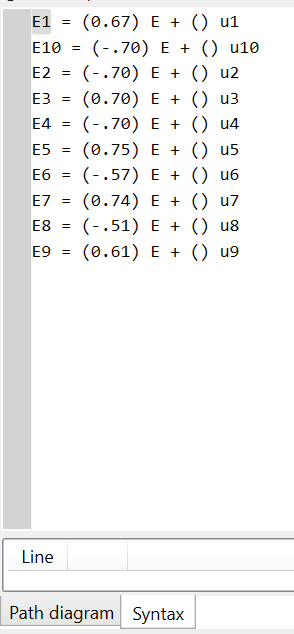 E1 = (0.67) E + () u1
E10 = (-.70) E + () u10
E2 = (-.70) E + () u2
E3 = (0.70) E + () u3
E4 = (-.70) E + () u4
E5 = (0.75) E + () u5
E6 = (-.57) E + () u6
E7 = (0.74) E + () u7
E8 = (-.51) E + () u8
E9 = (0.61) E + () u9
Line
Path diagram Syntax